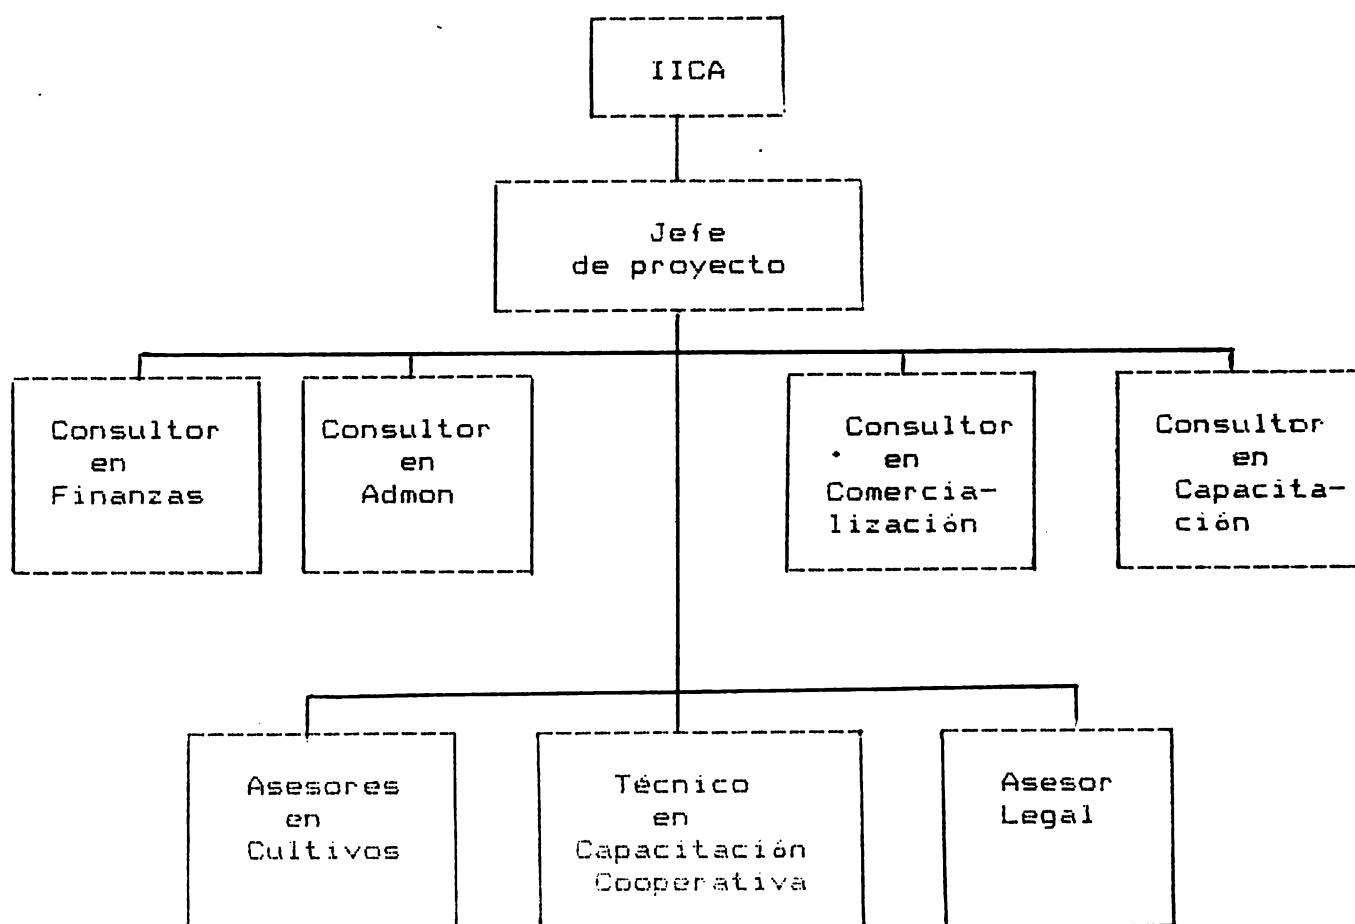 IICA
Jefe
de proyecto
Consultor
en
Finanzas
Consultor
en
Admon
Consultor
en
Comercia-
lización
Consultor
en
Capacita-
ción
Asesores
en
Cultivos
Técnico
en
Capacitación
Cooperativa
Asesor
Legal